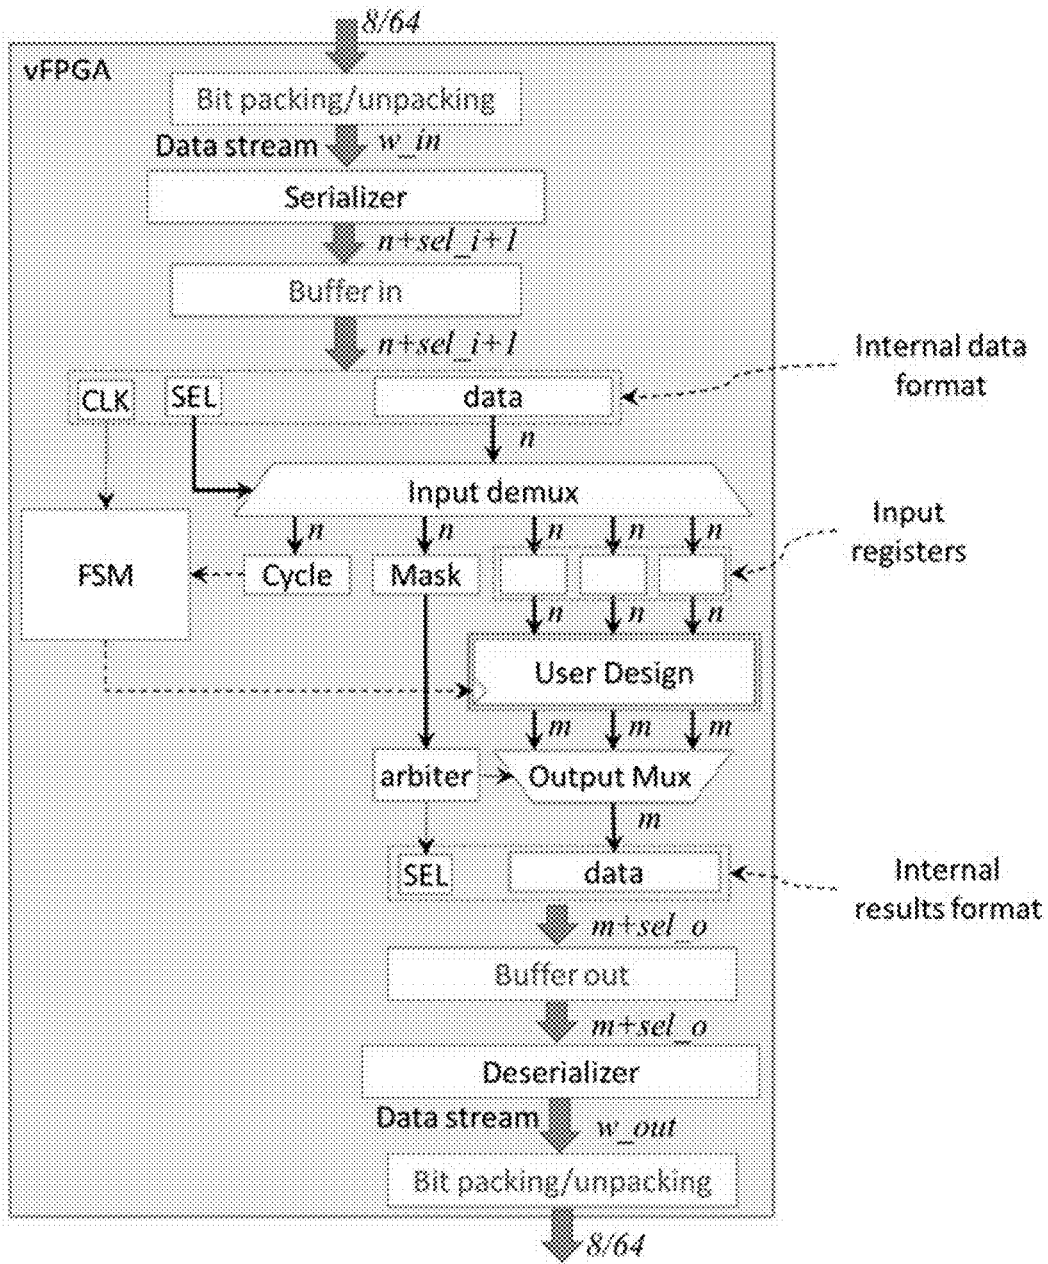 8/64
vFPGA
Bit packing/unpacking
Data stream w_in
Serializer
n+sel_i+1
Buffer in
n+sel_i+1
Internal data
format
CLK SEL data
n
Input demux
Input
registers
n n n n n
FSM Cycle Mask
n n n
User Design
m m m
arbiter Output Mux
m
SEL data
Internal
results format
m+sel_o
Buffer out
m+sel_o
Deserializer
Data stream w_out
Bit packing/unpacking
8/64